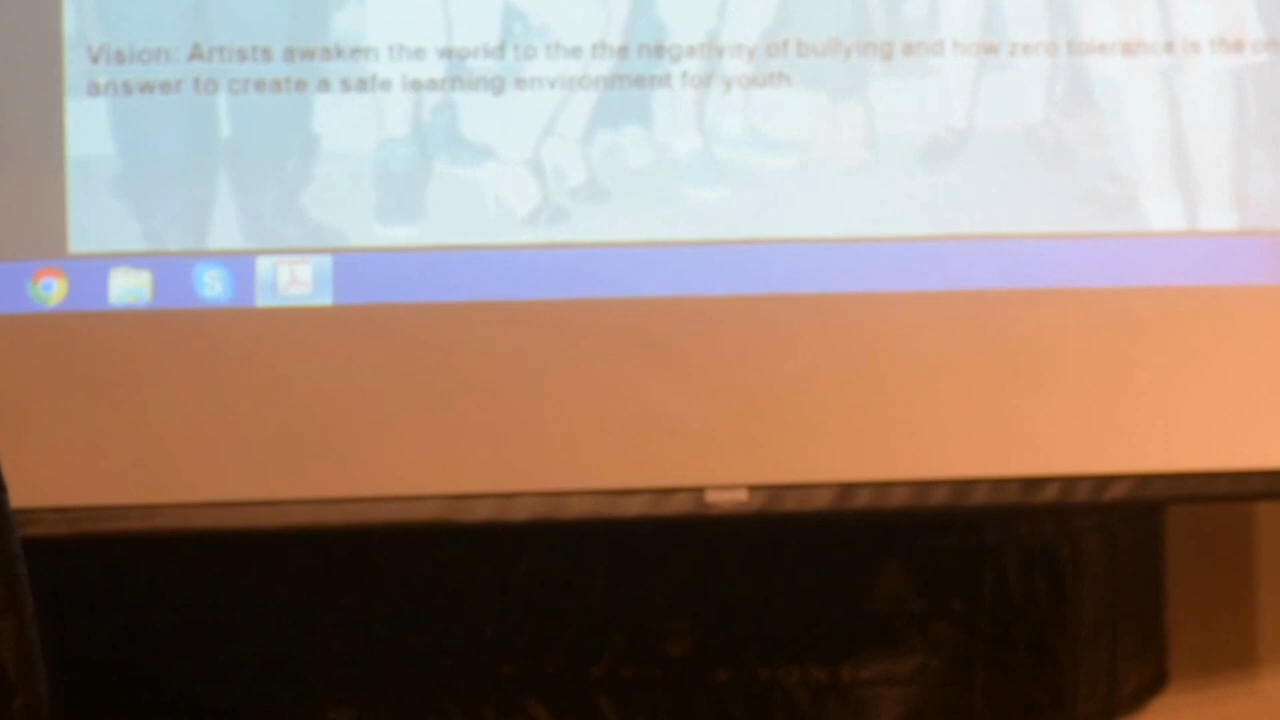 Vision: Artists awaken the world to the the negativity of bullying and how zero tolerance is the
answer to create a safe learning environment for youth